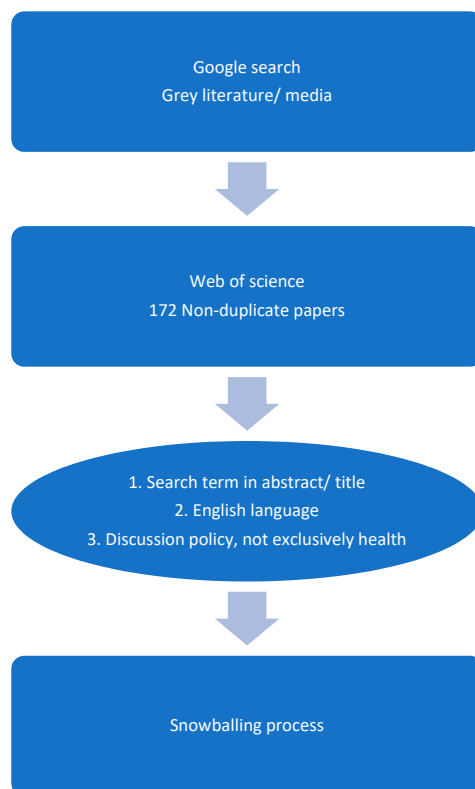 Google search
Grey literature/ media
Web of science
172 Non-duplicate papers
1. Search term in abstract/ title
2. English language
3. Discussion policy, not exclusively health
Snowballing process